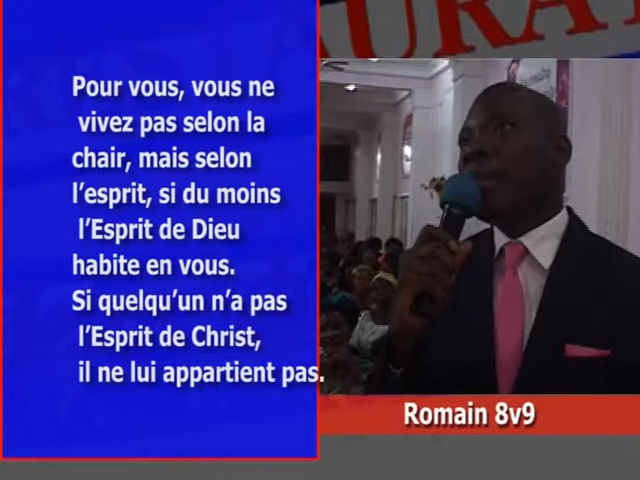 URA
Pour vous, vous ne
vivez pas selon la
chair, mais selon
l'esprit, si du moins
l'Esprit de Dieu
habite en vous.
Si quelqu'un n'a pas
l'Esprit de Christ,
il ne lui appartient pas.
Romain 8v9